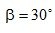 β = 30°